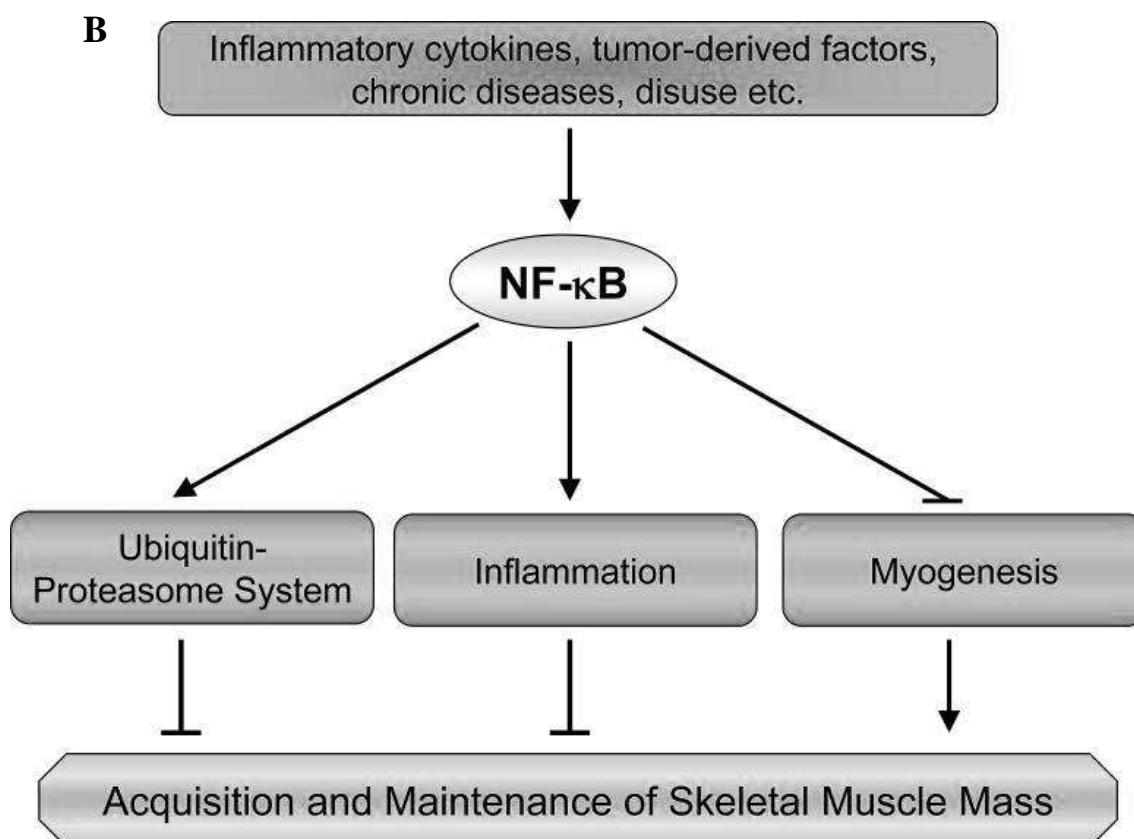 B
Inflammatory cytokines, tumor-derived factors,
chronic diseases, disuse etc.
NF-κB
Ubiquitin-
Proteasome System
Inflammation
Myogenesis
Acquisition and Maintenance of Skeletal Muscle Mass